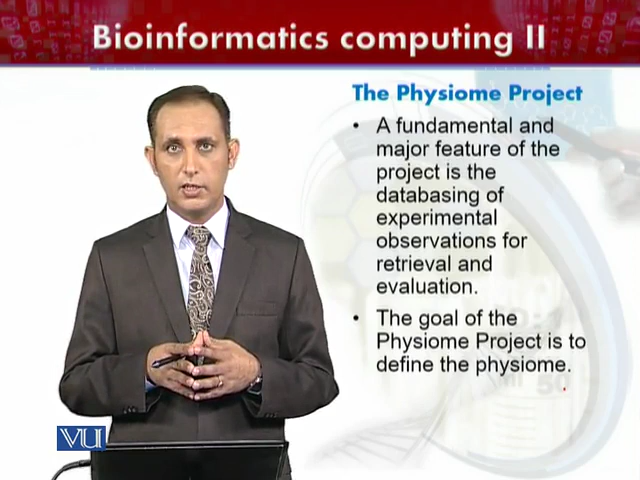 Bioinformatics computing II
The Physiome Project
• A fundamental and
major feature of the
project is the
databasing of
experimental
observations for
retrieval and
evaluation.
• The goal of the
Physiome Project is to
define the physiome.
VU